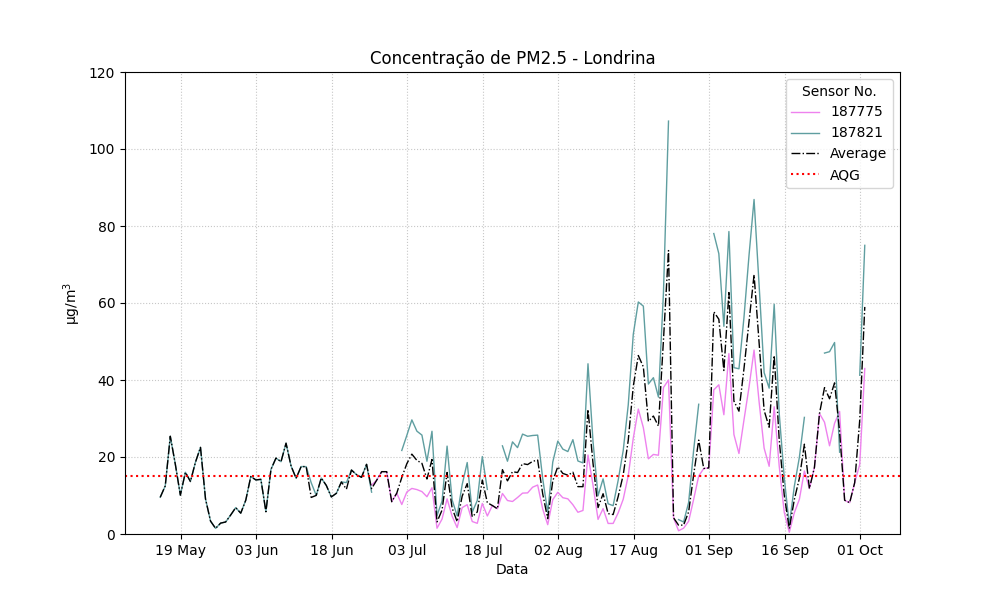 Concentração de PM2.5 - Londrina
120
100
80
60
40
20
0
µg/m³
Sensor No.
187775
187821
Average
AQG
19 May 03 Jun 18 Jun 03 Jul 18 Jul 02 Aug 17 Aug 01 Sep 16 Sep 01 Oct
Data